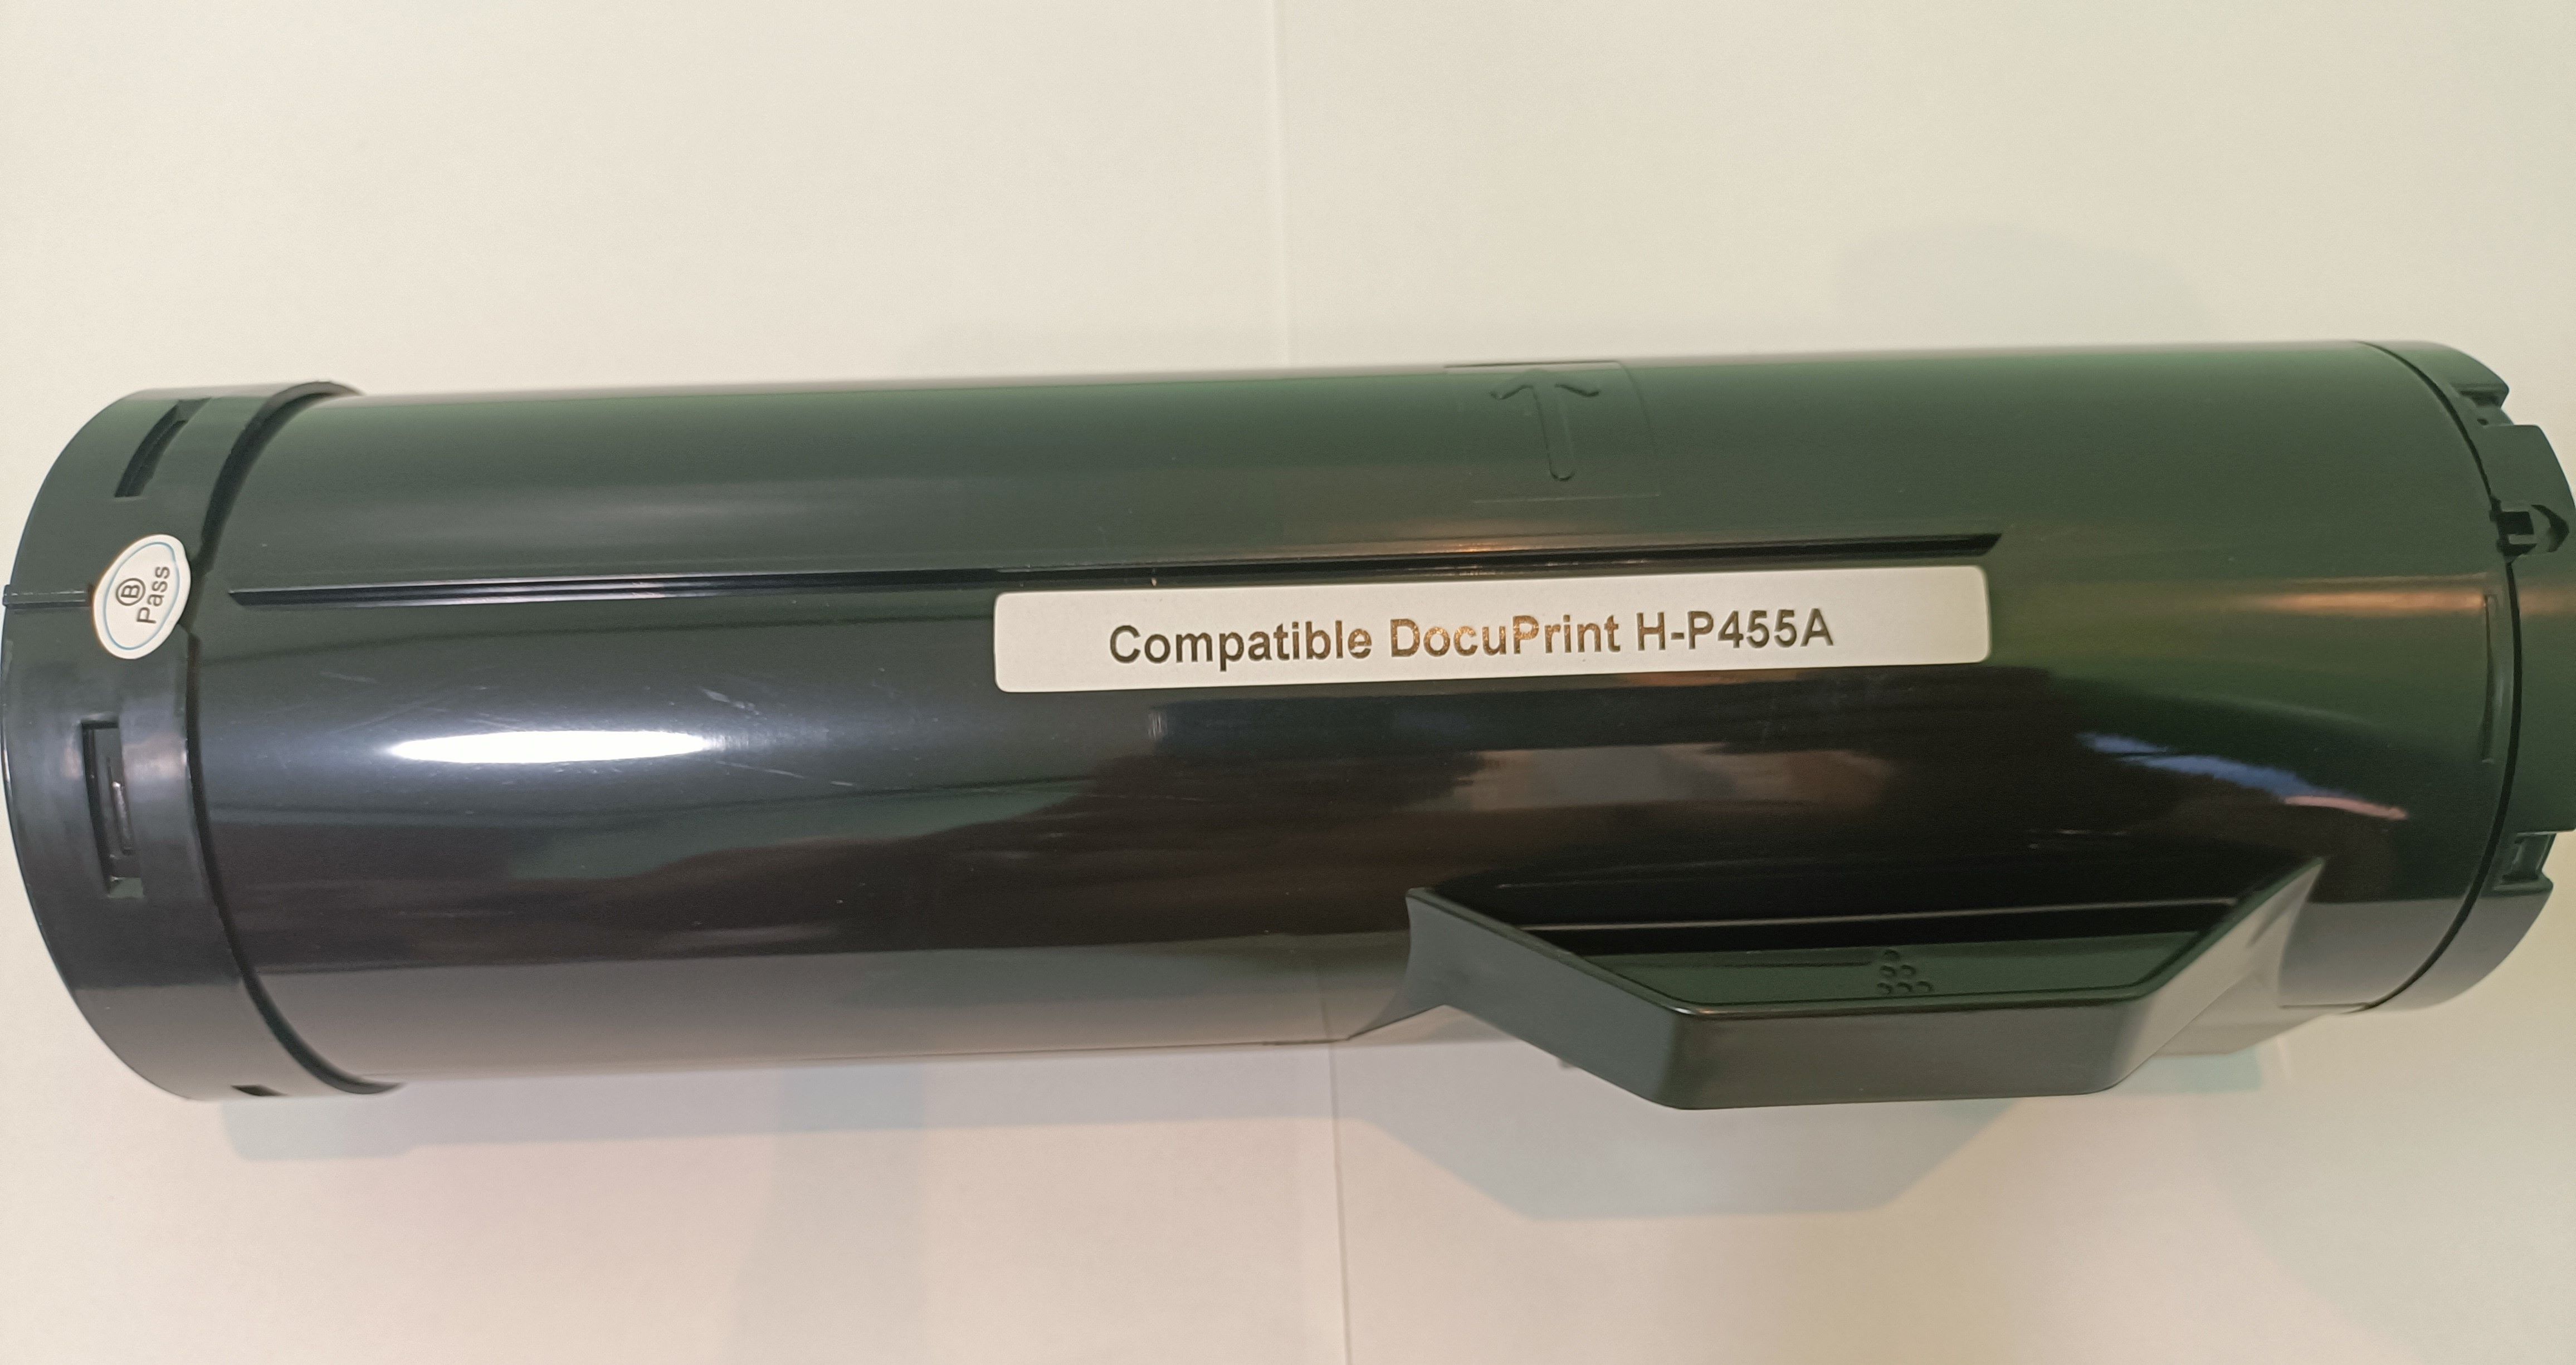 Ⓑ
Pass
Compatible DocuPrint H-P455A